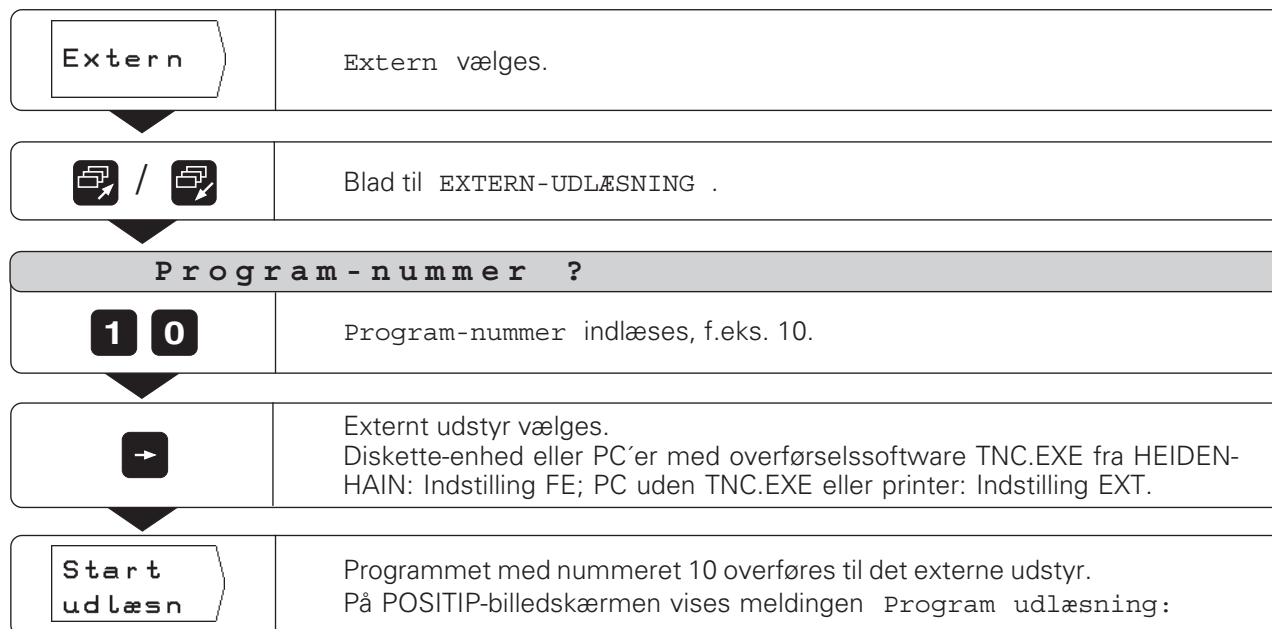 Extern
Extern vælges.
/
Blad til EXTERN-UDLÆSNING .
Program-nummer ?
1 0
Program-nummer indlæses, f.eks. 10.
Externt udstyr vælges.
Diskette-enhed eller PC´er med overførselssoftware TNC.EXE fra HEIDEN-
HAIN: Indstilling FE; PC uden TNC.EXE eller printer: Indstilling EXT.
Start
udlæsn
Programmet med nummeret 10 overføres til det externe udstyr.
På POSITIP-billedskærmen vises meldingen Program udlæsning: